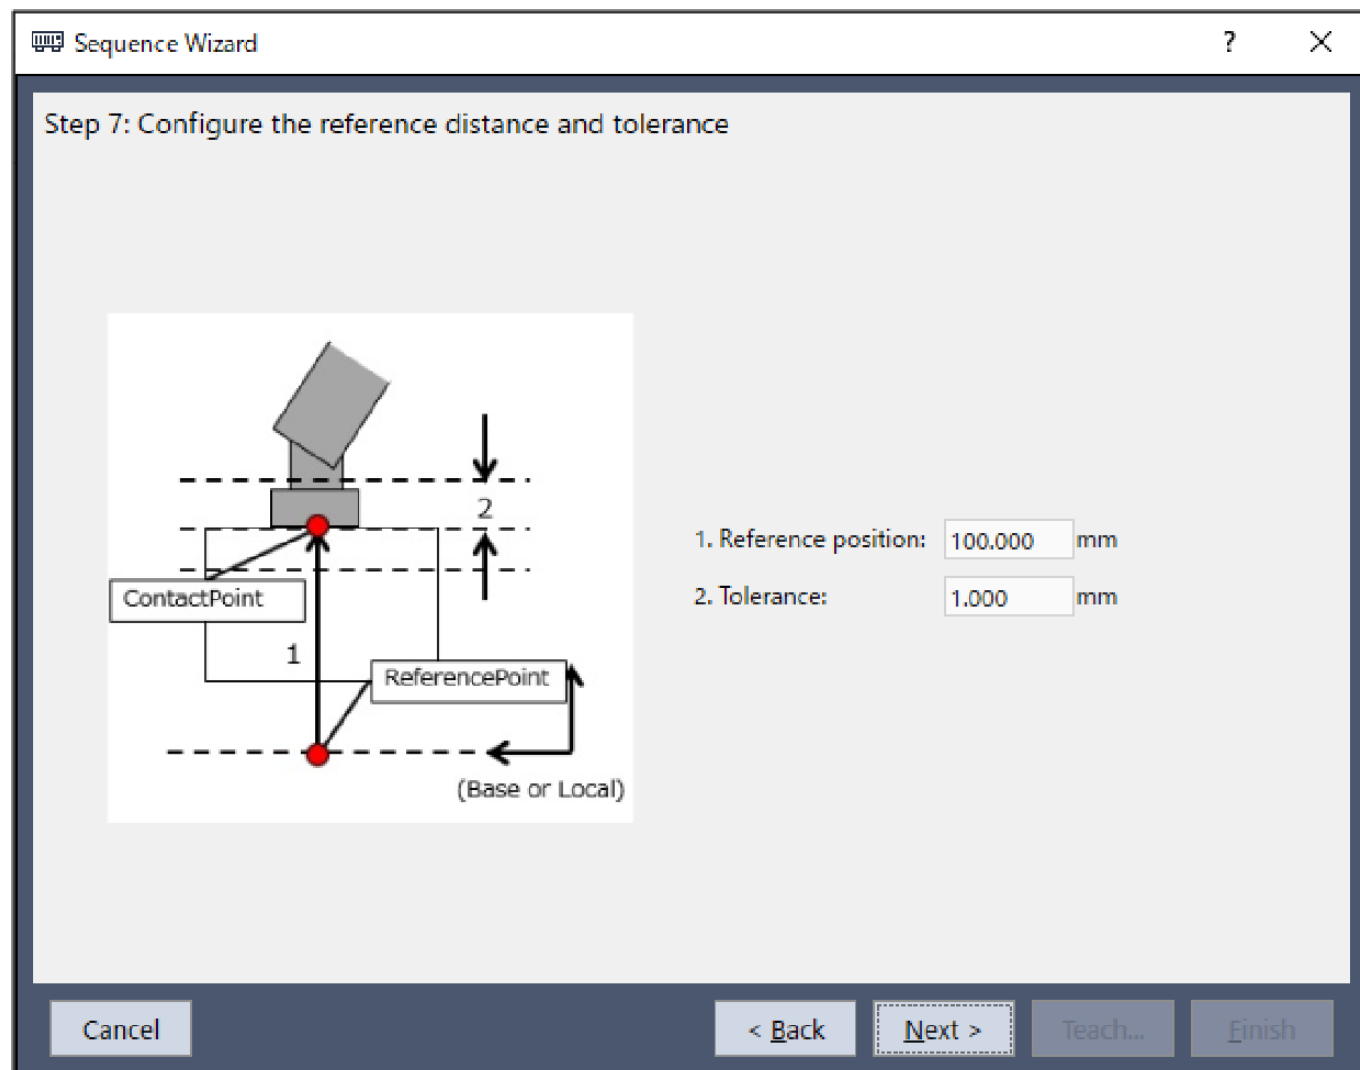 Sequence Wizard
?
Step 7: Configure the reference distance and tolerance
2
ContactPoint
1
ReferencePoint
(Base or Local)
1. Reference position: 100.000 mm
2. Tolerance: 1.000 mm
Cancel
< Back
Next >
Teach...
Finish